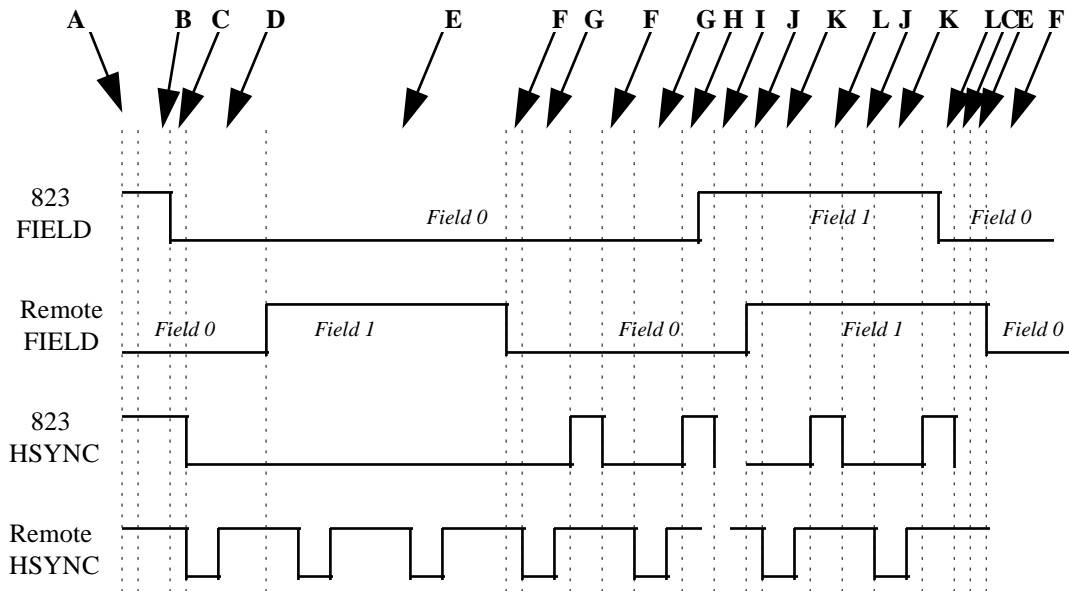 A B C D E F G F G H I J K L J K L C E F
823
FIELD
Field 0 Field 1 Field 0
Remote
FIELD
Field 0 Field 1 Field 0 Field 1 Field 0
823
HSYNC
Remote
HSYNC